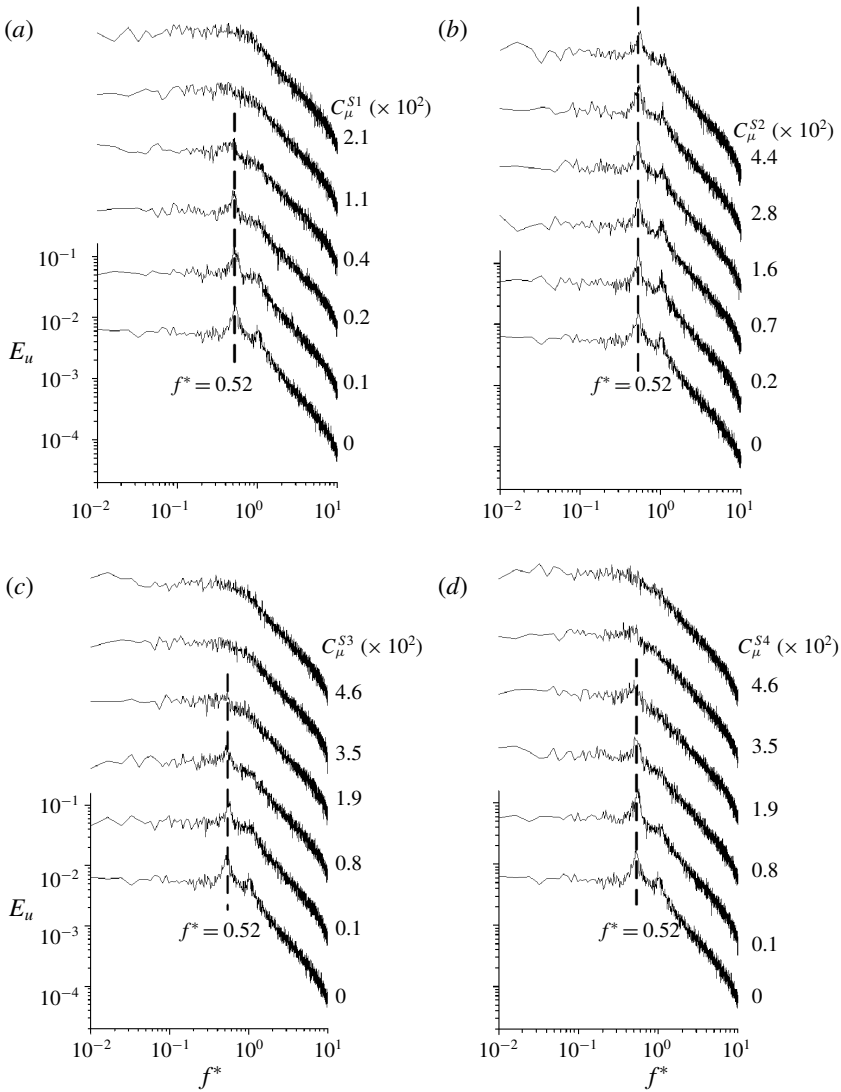 (a)
C_μ^{S1} (× 10^2)
2.1
1.1
0.4
0.2
0.1
0
10^{-1}
10^{-2}
10^{-3}
10^{-4}
E_u
f* = 0.52
10^{-2} 10^{-1} 10^0 10^1
(b)
C_μ^{S2} (× 10^2)
4.4
2.8
1.6
0.7
0.2
0
f* = 0.52
10^{-2} 10^{-1} 10^0 10^1
(c)
C_μ^{S3} (× 10^2)
4.6
3.5
1.9
0.8
0.1
0
10^{-1}
10^{-2}
10^{-3}
10^{-4}
E_u
f* = 0.52
10^{-2} 10^{-1} 10^0 10^1
f*
(d)
C_μ^{S4} (× 10^2)
4.6
3.5
1.9
0.8
0.1
0
f* = 0.52
10^{-2} 10^{-1} 10^0 10^1
f*